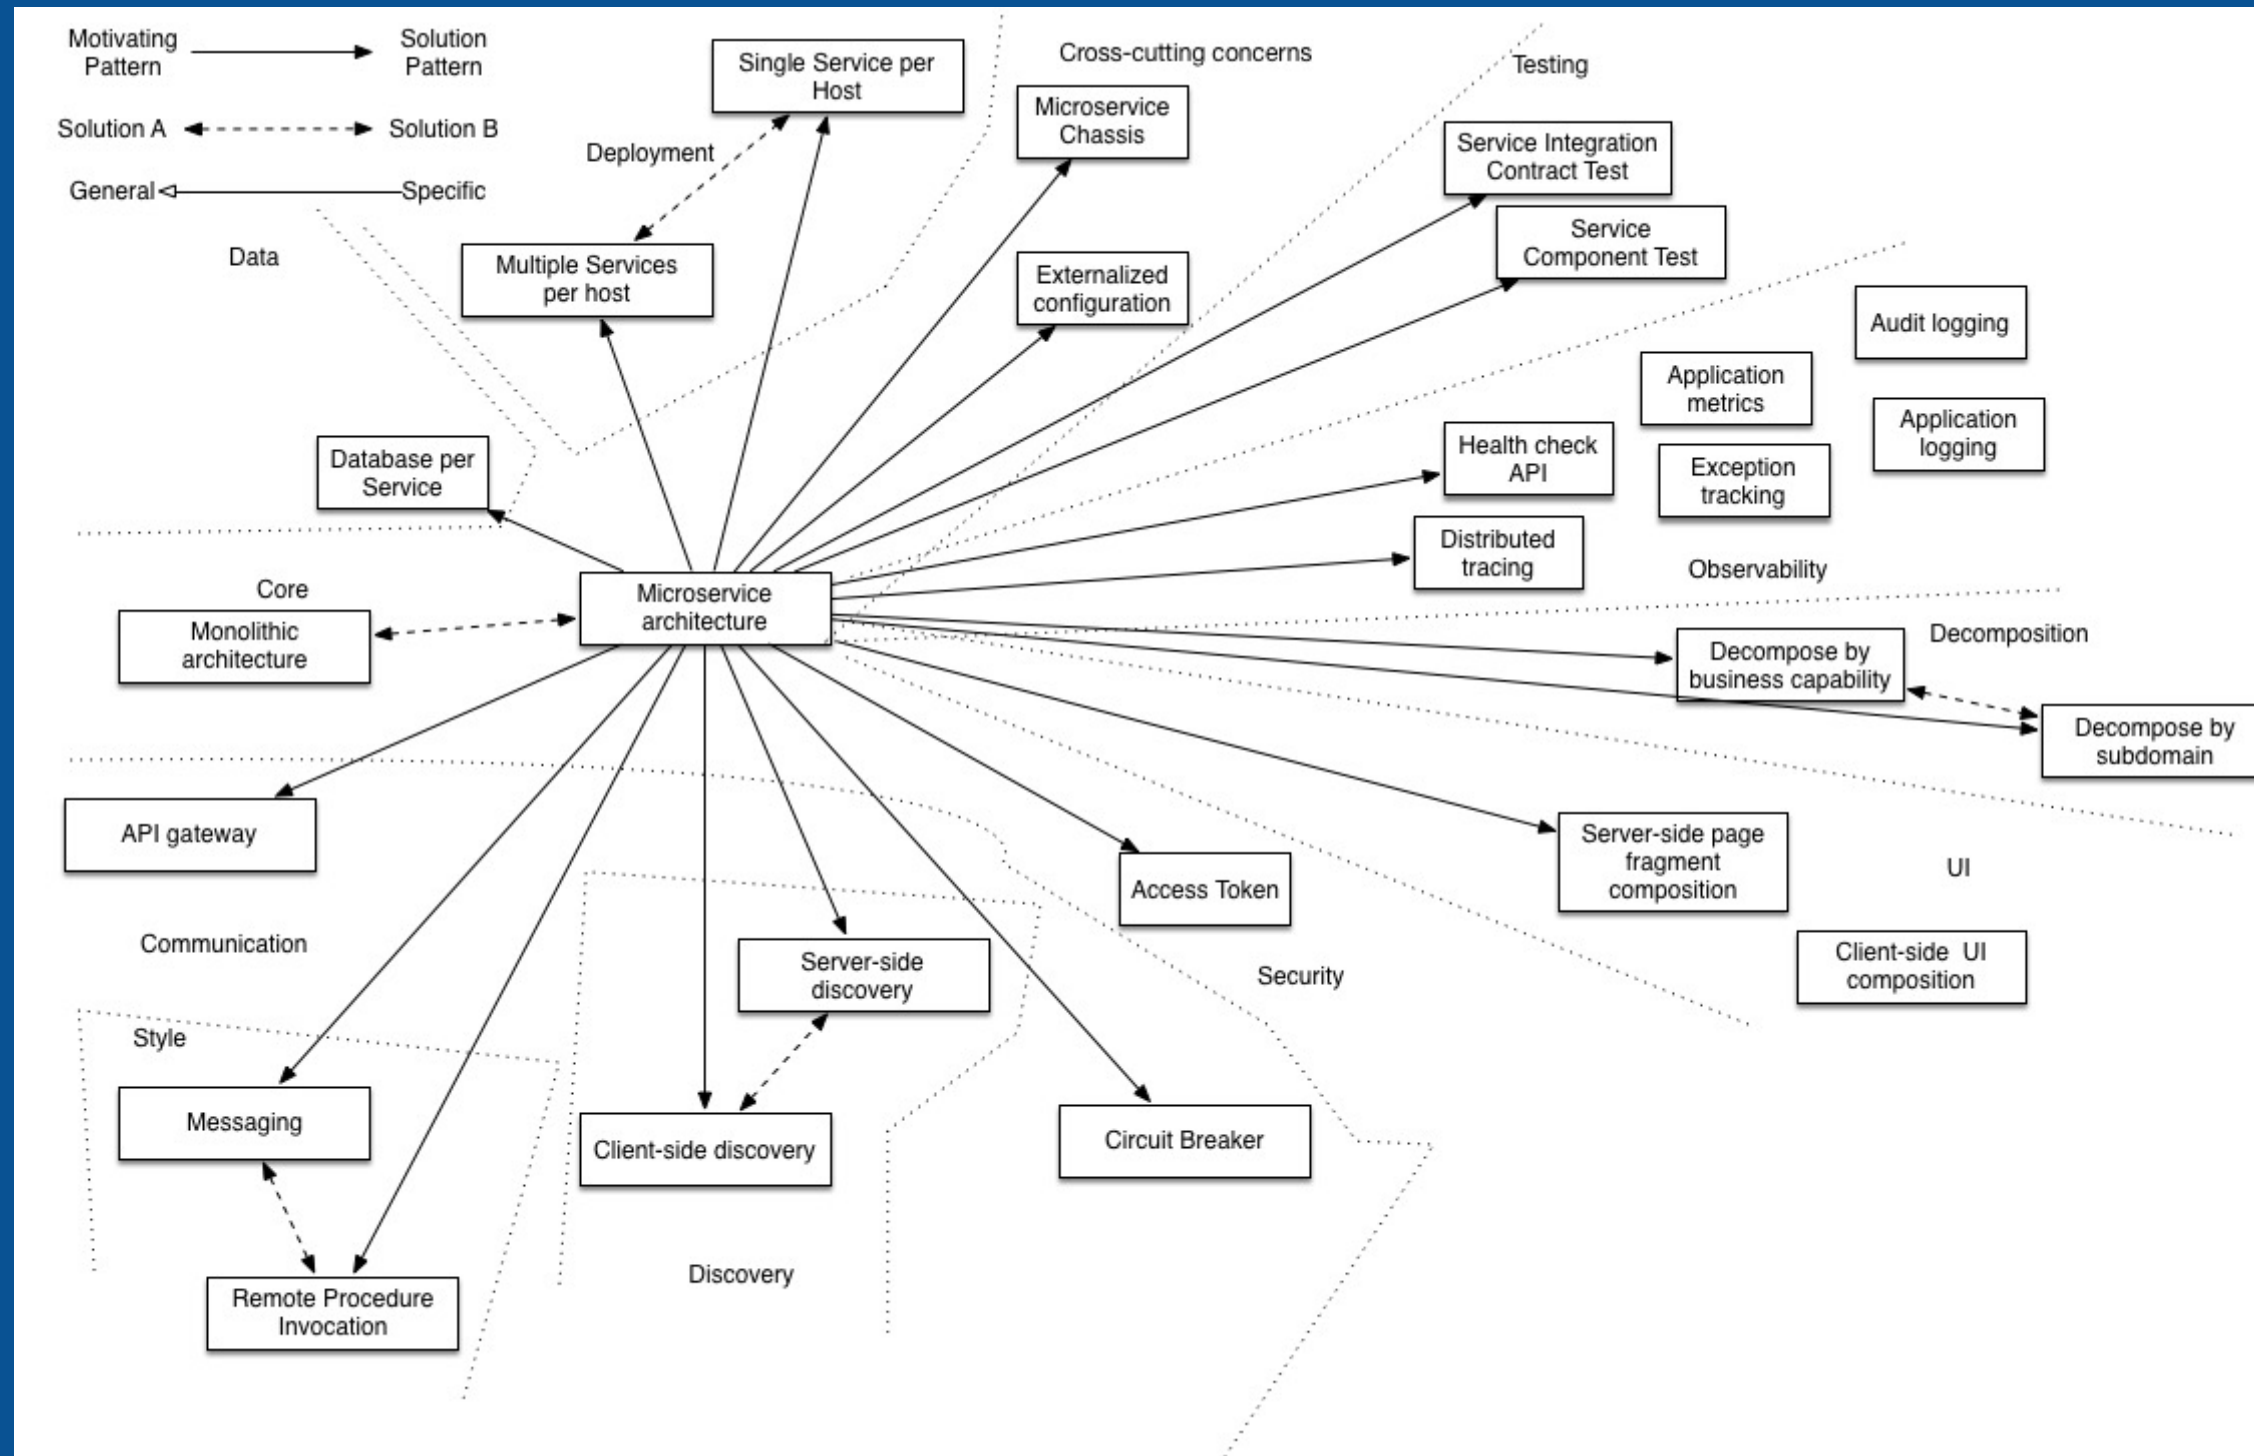 Motivating
Pattern
Solution
Pattern
Solution A
Solution B
General
Specific
Data
Deployment
Single Service per
Host
Multiple Services
per host
Cross-cutting concerns
Microservice
Chassis
Externalized
configuration
Testing
Service Integration
Contract Test
Service
Component Test
Audit logging
Application
metrics
Application
logging
Health check
API
Exception
tracking
Distributed
tracing
Observability
Database per
Service
Core
Monolithic
architecture
Microservice
architecture
Decomposition
Decompose by
business capability
Decompose by
subdomain
API gateway
Communication
Server-side page
fragment
composition
UI
Client-side UI
composition
Access Token
Security
Server-side
discovery
Style
Messaging
Client-side discovery
Circuit Breaker
Discovery
Remote Procedure
Invocation